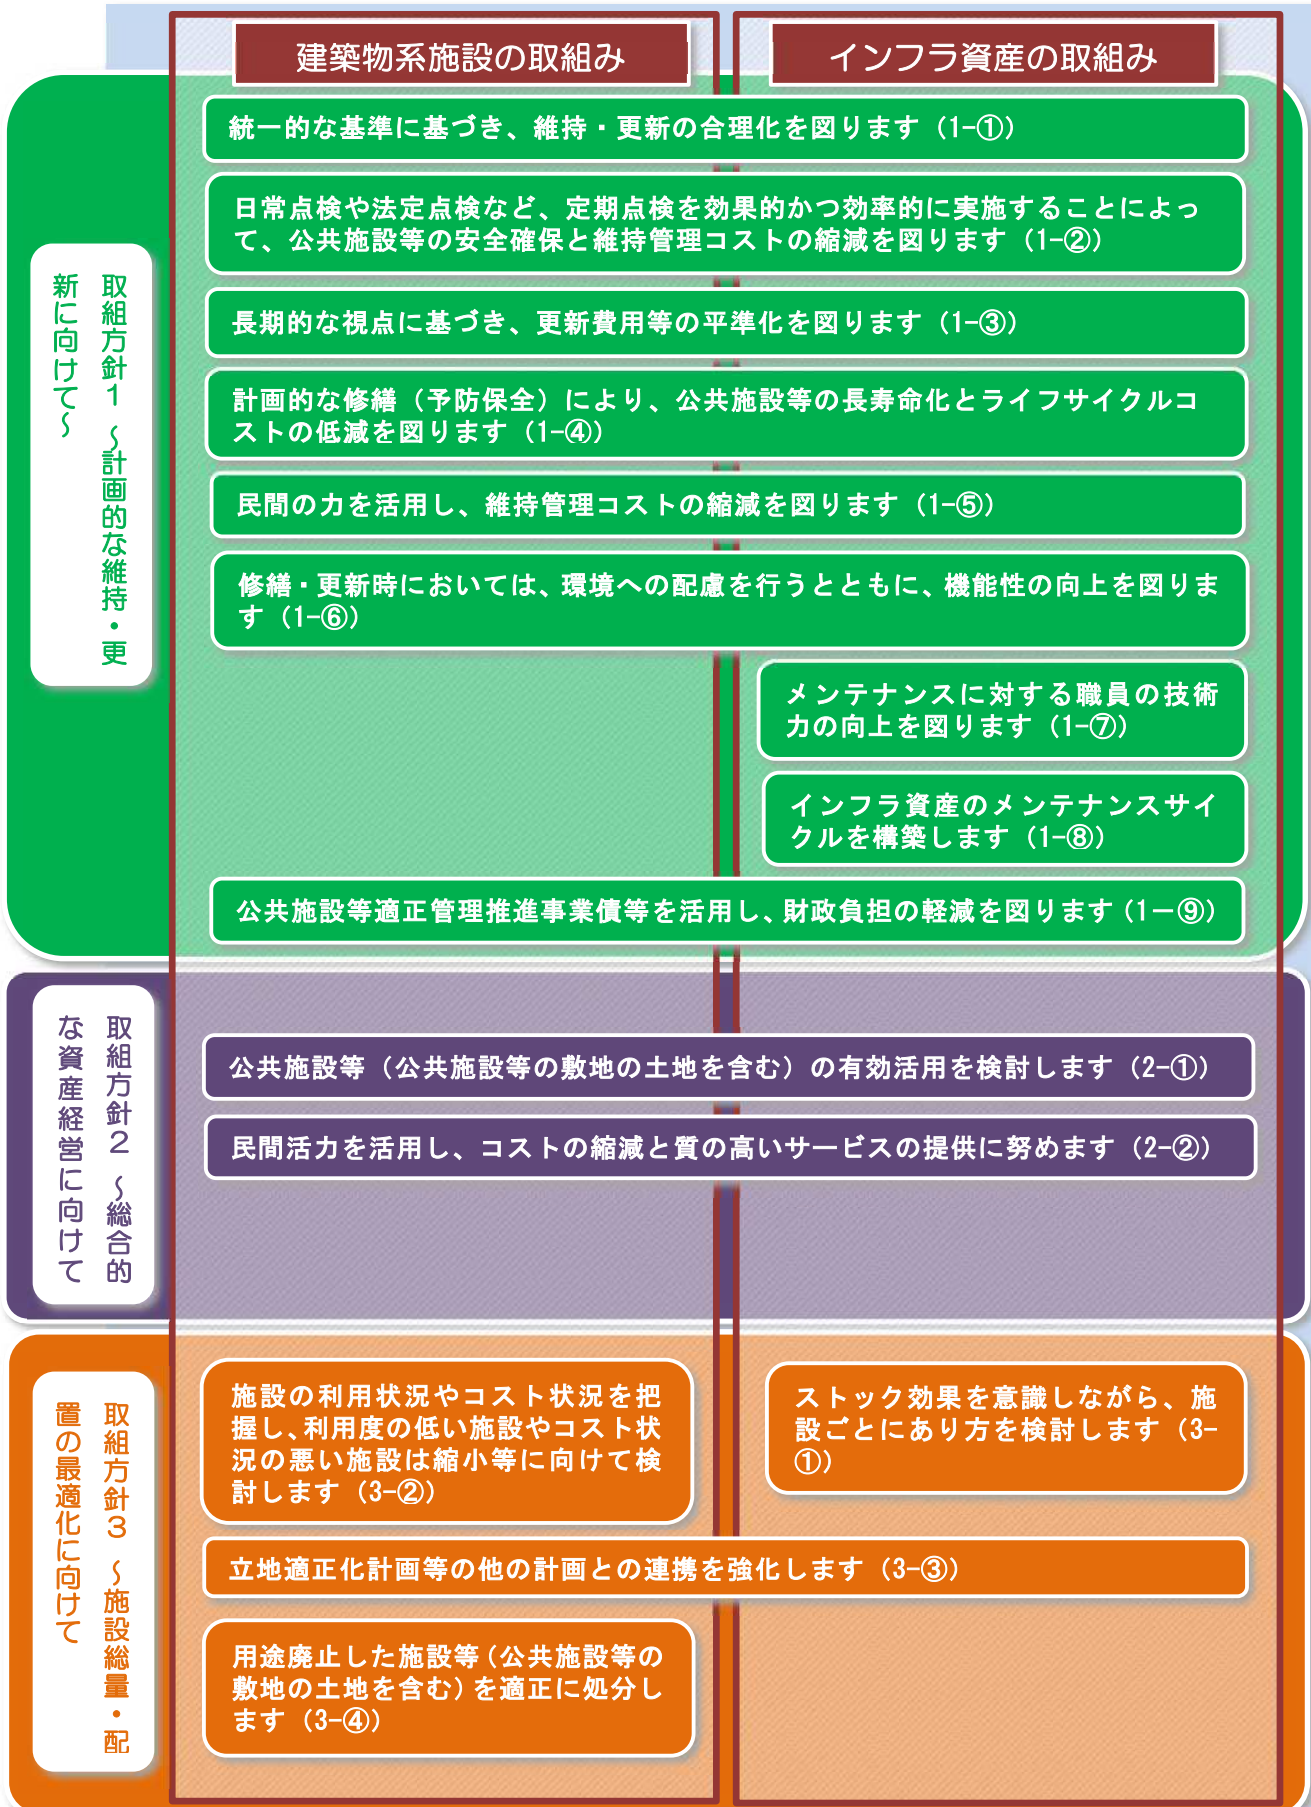 建築物系施設の取組み
インフラ資産の取組み
取組方針１　～計画的な維持・更
新に向けて～
統一的な基準に基づき、維持・更新の合理化を図ります（1-①）
日常点検や法定点検など、定期点検を効果的かつ効率的に実施することによっ
て、公共施設等の安全確保と維持管理コストの縮減を図ります（1-②）
長期的な視点に基づき、更新費用等の平準化を図ります（1-③）
計画的な修繕（予防保全）により、公共施設等の長寿命化とライフサイクルコ
ストの低減を図ります（1-④）
民間の力を活用し、維持管理コストの縮減を図ります（1-⑤）
修繕・更新時においては、環境への配慮を行うとともに、機能性の向上を図りま
す（1-⑥）
メンテナンスに対する職員の技術
力の向上を図ります（1-⑦）
インフラ資産のメンテナンスサイ
クルを構築します（1-⑧）
公共施設等適正管理推進事業債等を活用し、財政負担の軽減を図ります（1－⑨）
取組方針２　～総合的
な資産経営に向けて
公共施設等（公共施設等の敷地の土地を含む）の有効活用を検討します（2-①）
民間活力を活用し、コストの縮減と質の高いサービスの提供に努めます（2-②）
取組方針３　～施設総量・配
置の最適化に向けて
施設の利用状況やコスト状況を把
握し、利用度の低い施設やコスト状
況の悪い施設は縮小等に向けて検
討します（3-②）
ストック効果を意識しながら、施
設ごとにあり方を検討します（3-
①）
立地適正化計画等の他の計画との連携を強化します（3-③）
用途廃止した施設等（公共施設等の
敷地の土地を含む）を適正に処分し
ます（3-④）